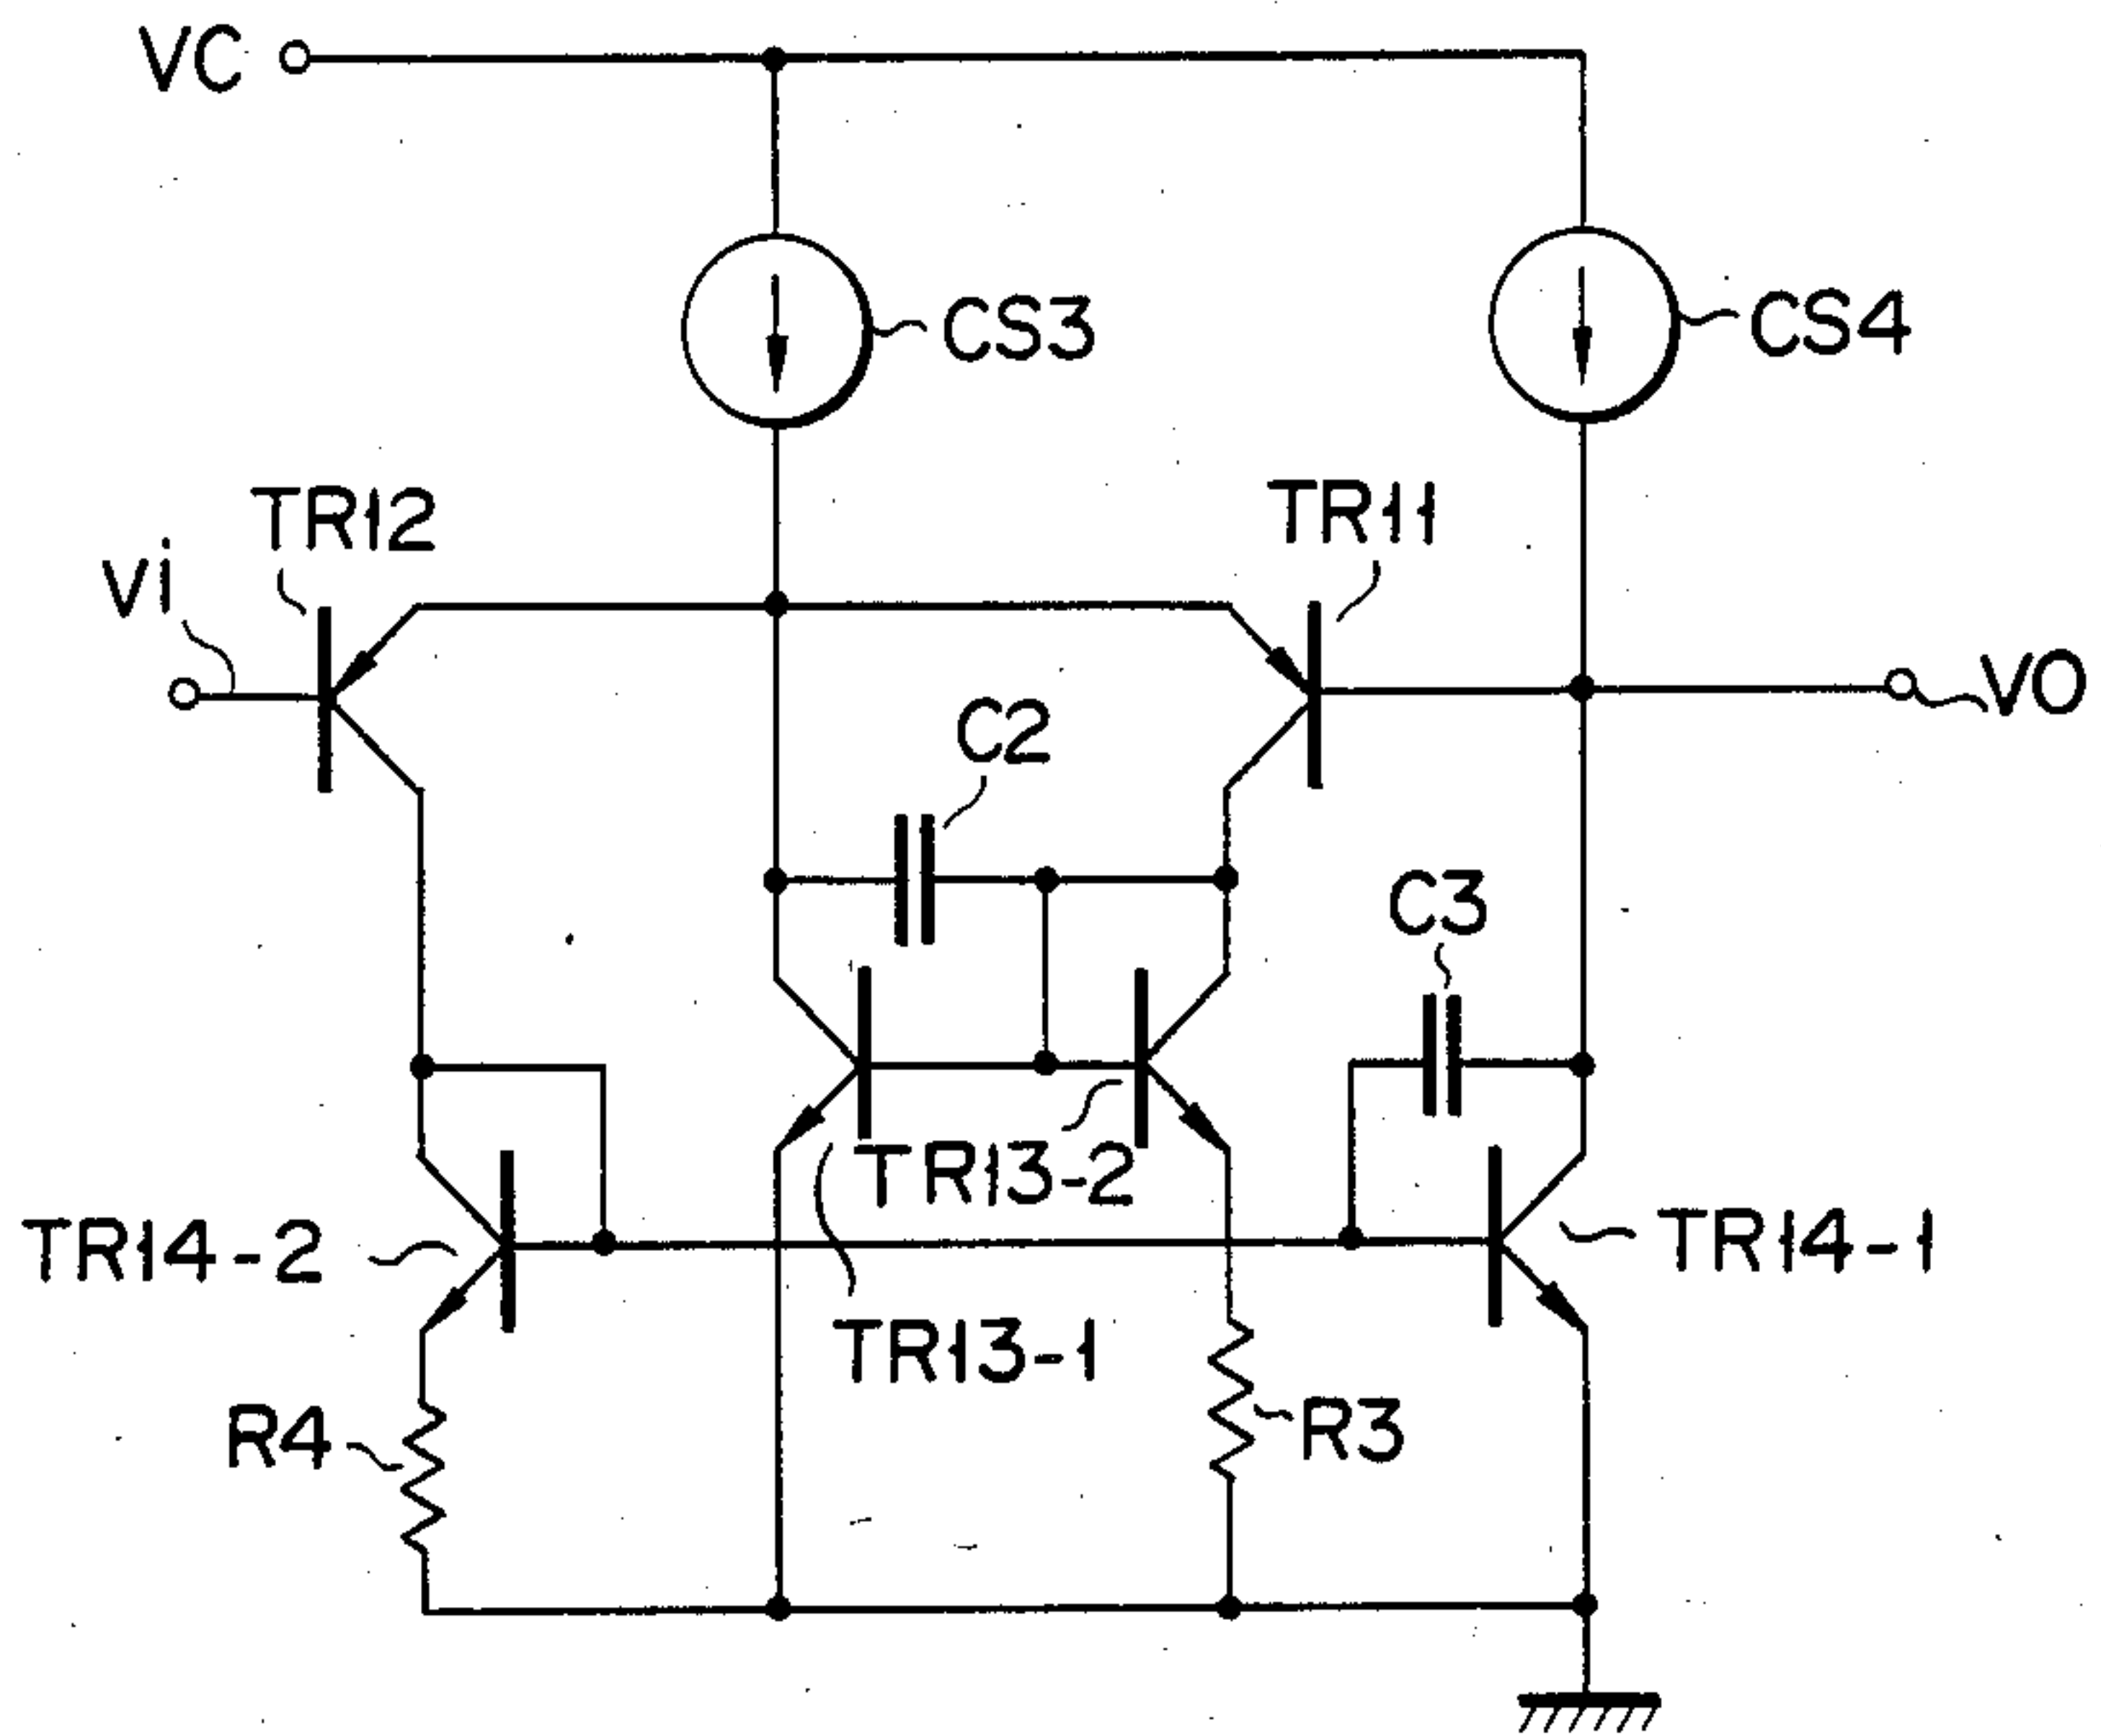 VC
CS3
CS4
TR12
TR11
Vi
VO
C2
C3
TR13-2
TR14-2
TR14-1
TR13-1
R4
R3